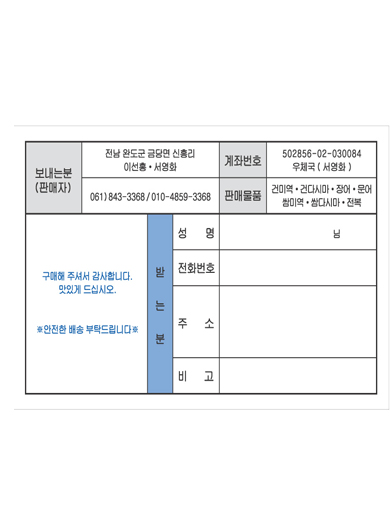 보내는분
(판매자)
전남 완도군 금당면 신흥리
이선홍 • 서영화
061) 843-3368 / 010-4859-3368
계좌번호
502856-02-030084
우체국 ( 서영화 )
판매물품
건미역 • 건다시마 • 장어 • 문어
쌈미역 • 쌈다시마 • 전복
구매해 주셔서 감사합니다.
맛있게 드십시오.
※안전한 배송 부탁드립니다※
받는분
성 명
님
전화번호
주 소
비 고